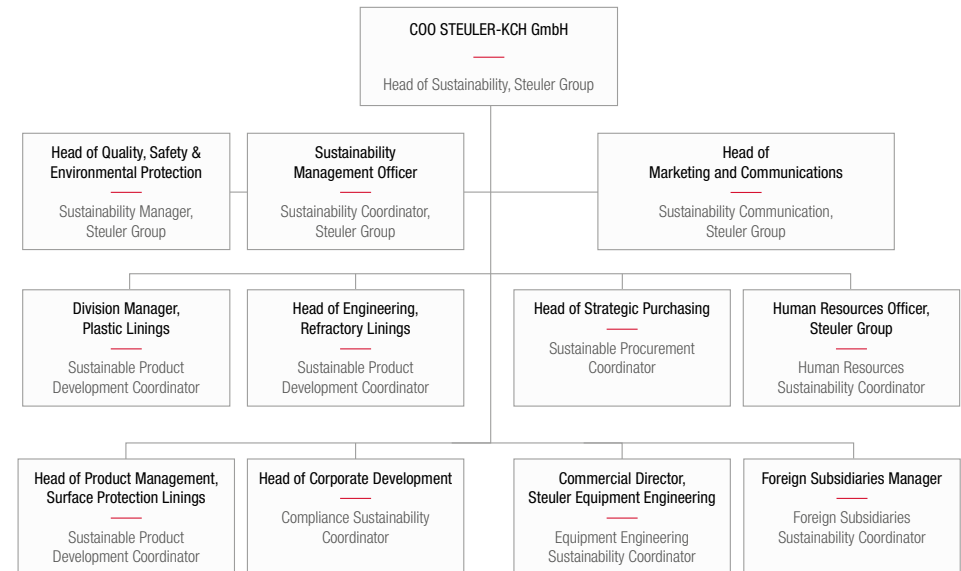 COO STEULER-KCH GmbH
Head of Sustainability, Steuler Group
Head of Quality, Safety &
Environmental Protection
Sustainability Manager,
Steuler Group
Sustainability
Management Officer
Sustainability Coordinator,
Steuler Group
Head of
Marketing and Communications
Sustainability Communication,
Steuler Group
Division Manager,
Plastic Linings
Sustainable Product
Development Coordinator
Head of Engineering,
Refractory Linings
Sustainable Product
Development Coordinator
Head of Strategic Purchasing
Sustainable Procurement
Coordinator
Human Resources Officer,
Steuler Group
Human Resources
Sustainability Coordinator
Head of Product Management,
Surface Protection Linings
Sustainable Product
Development Coordinator
Head of Corporate Development
Compliance Sustainability
Coordinator
Commercial Director,
Steuler Equipment Engineering
Equipment Engineering
Sustainability Coordinator
Foreign Subsidiaries Manager
Foreign Subsidiaries
Sustainability Coordinator